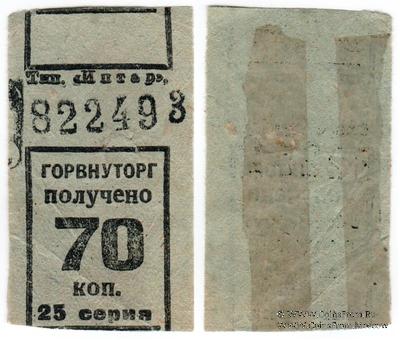 Тип. „Интер”,
822493
ГОРВНУТОРГ
получено
70
коп.
25 серия